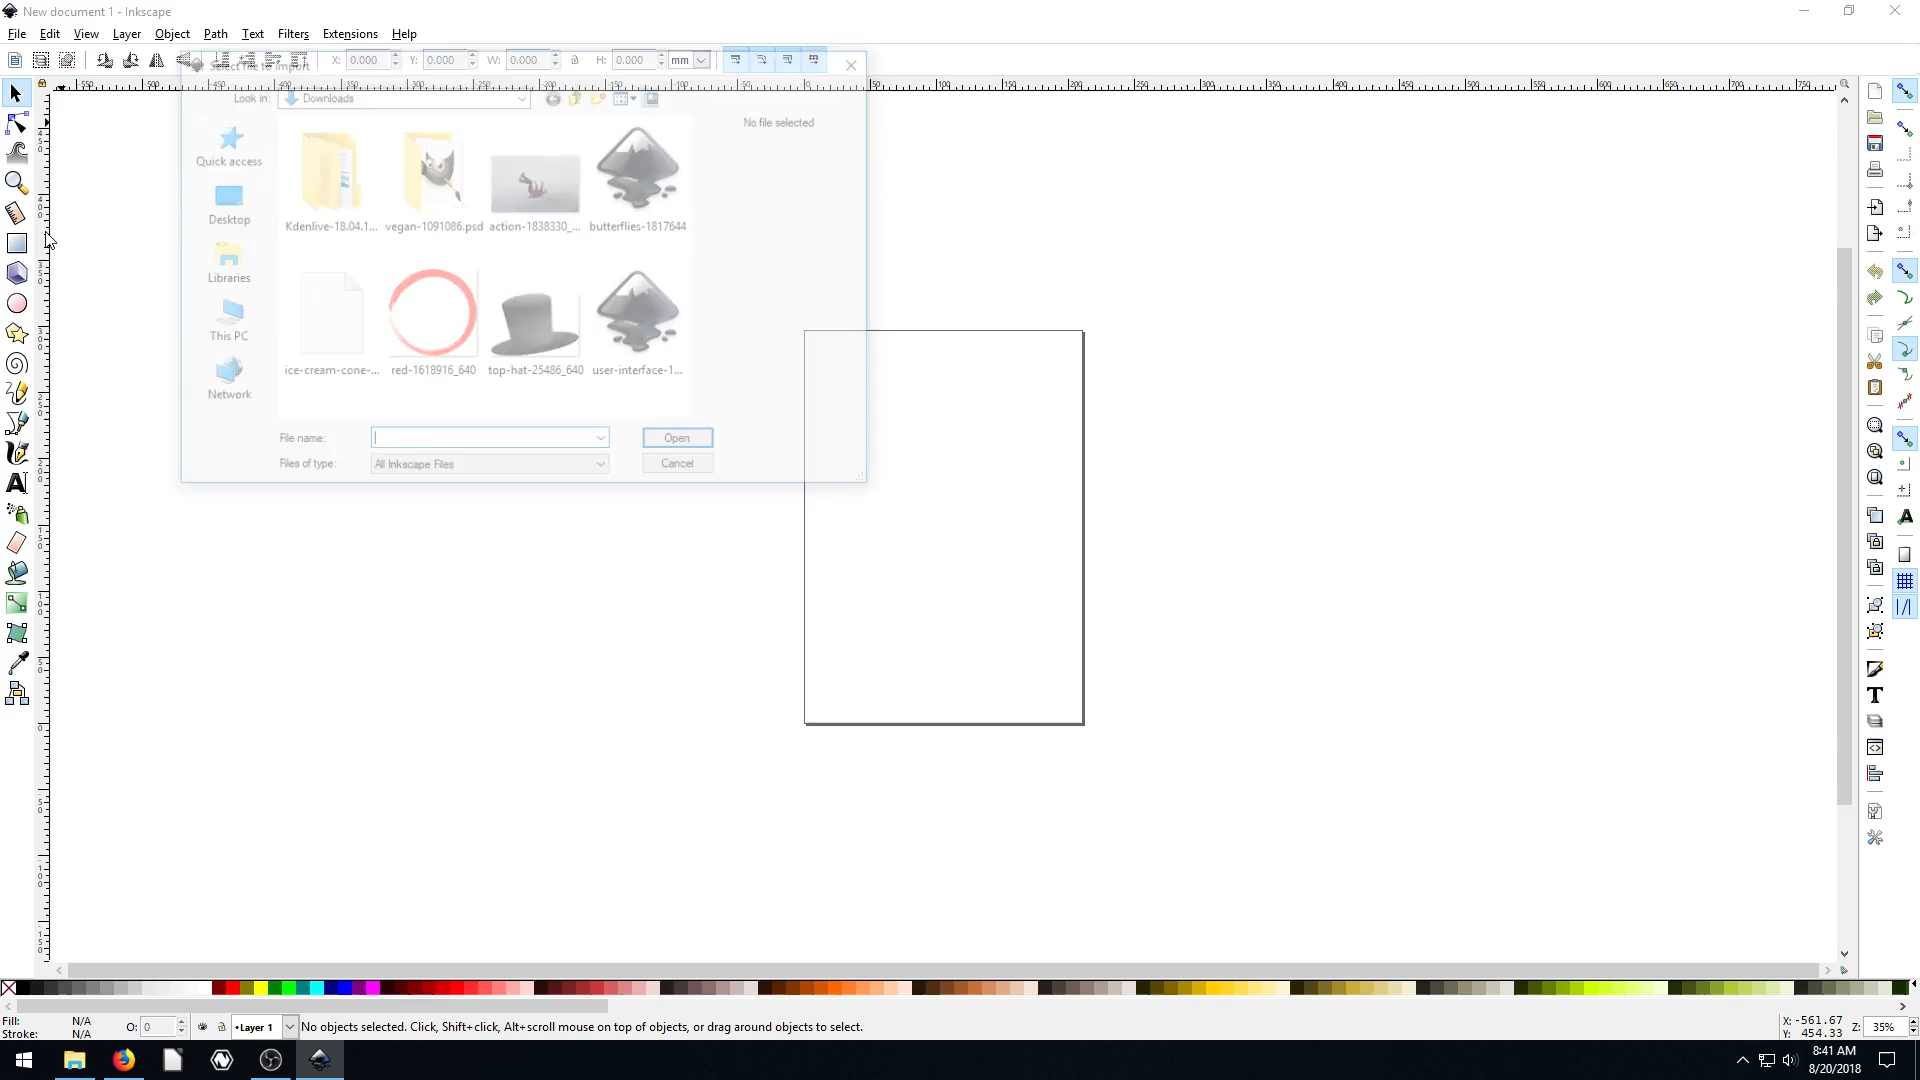 New document 1 - Inkscape
File Edit View Layer Object Path Text Filters Extensions Help
X: 0.000 Y: 0.000 W: 0.000 H: 0.000 mm
Select file to import
Look in: Downloads
No file selected
Quick access
Desktop
Libraries
This PC
Network
Kdenlive-18.04.1... vegan-1091086.psd action-1838330_... butterflies-1817644
ice-cream-cone-... red-1618916_640 top-hat-25486_640 user-interface-1...
File name: Open
Files of type: All Inkscape Files Cancel
Fill: N/A
Stroke: N/A
O: 0
•Layer 1
No objects selected. Click, Shift+click, Alt+scroll mouse on top of objects, or drag around objects to select.
X: -561.67
Y: 454.33
Z: 35%
8:41 AM
8/20/2018